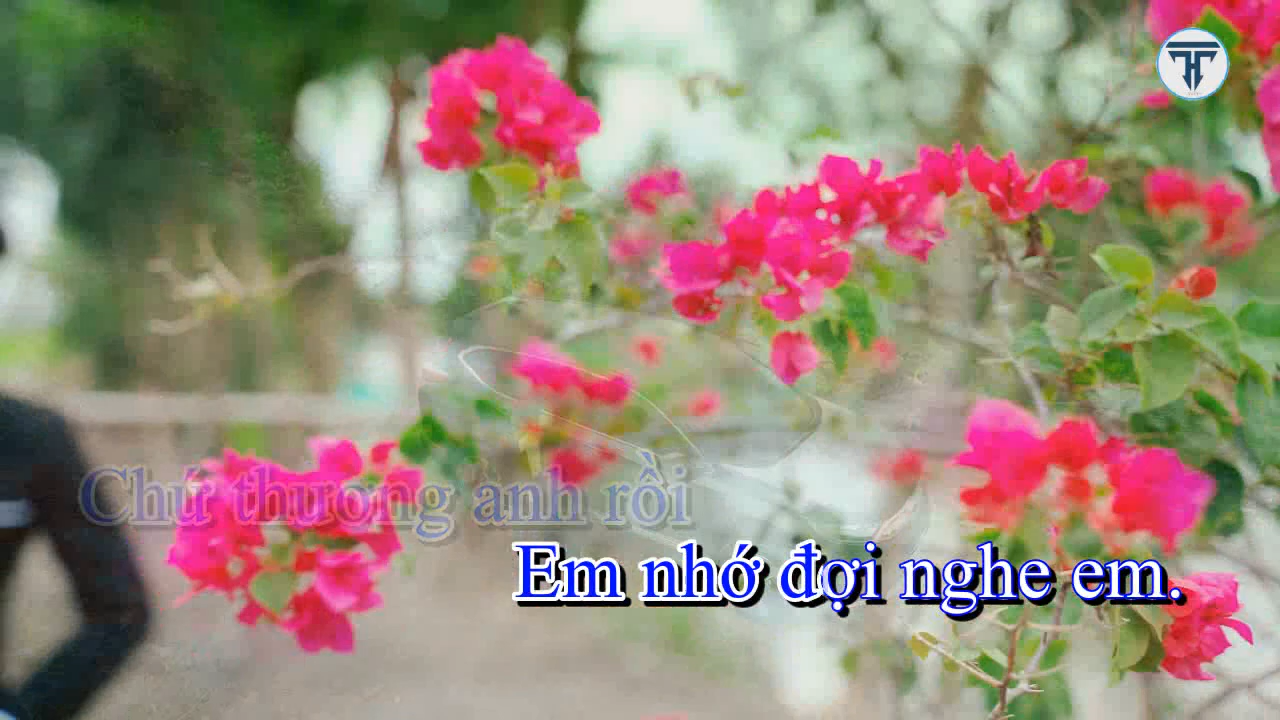 Chứ thương anh rồi
Em nhớ đợi nghe em.